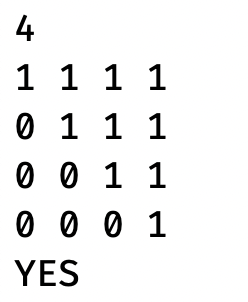 4
1 1 1 1
0 1 1 1
0 0 1 1
0 0 0 1
YES